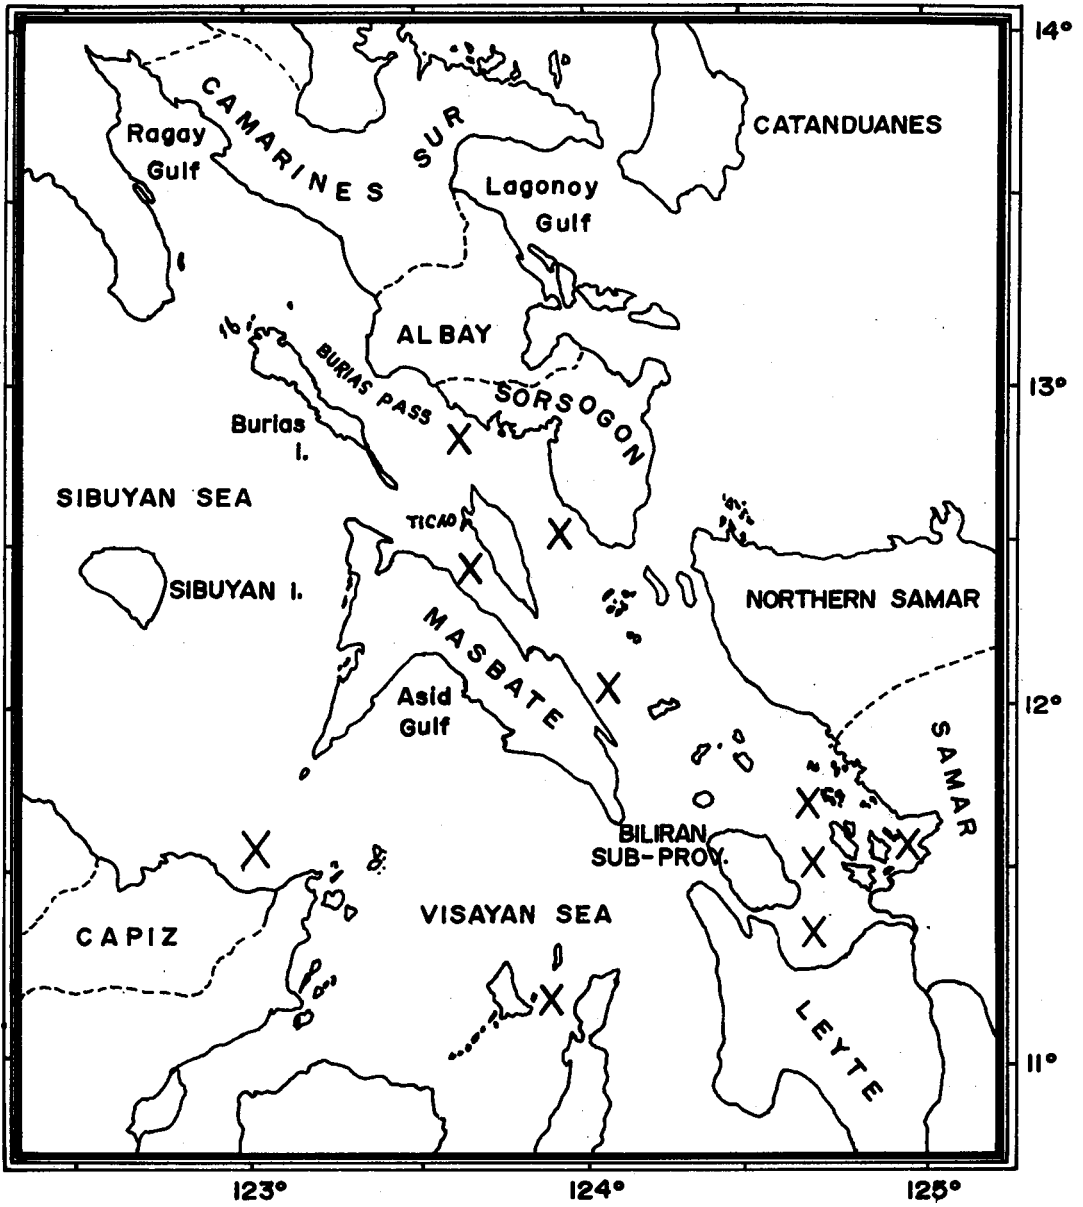 14°
CATANDUANES
CAMARINES SUR
Ragay
Gulf
Lagonoy
Gulf
ALBAY
BURIAS PASS
13°
SORSOGON
Burias
I.
SIBUYAN SEA
TICAO
SIBUYAN I.
NORTHERN SAMAR
MASBATE
Asid
Gulf
12°
SAMAR
X
X
X
X
X
X
X
X
X
X
BILIRAN
SUB-PROV.
VISAYAN SEA
CAPIZ
LEYTE
11°
123°
124°
125°